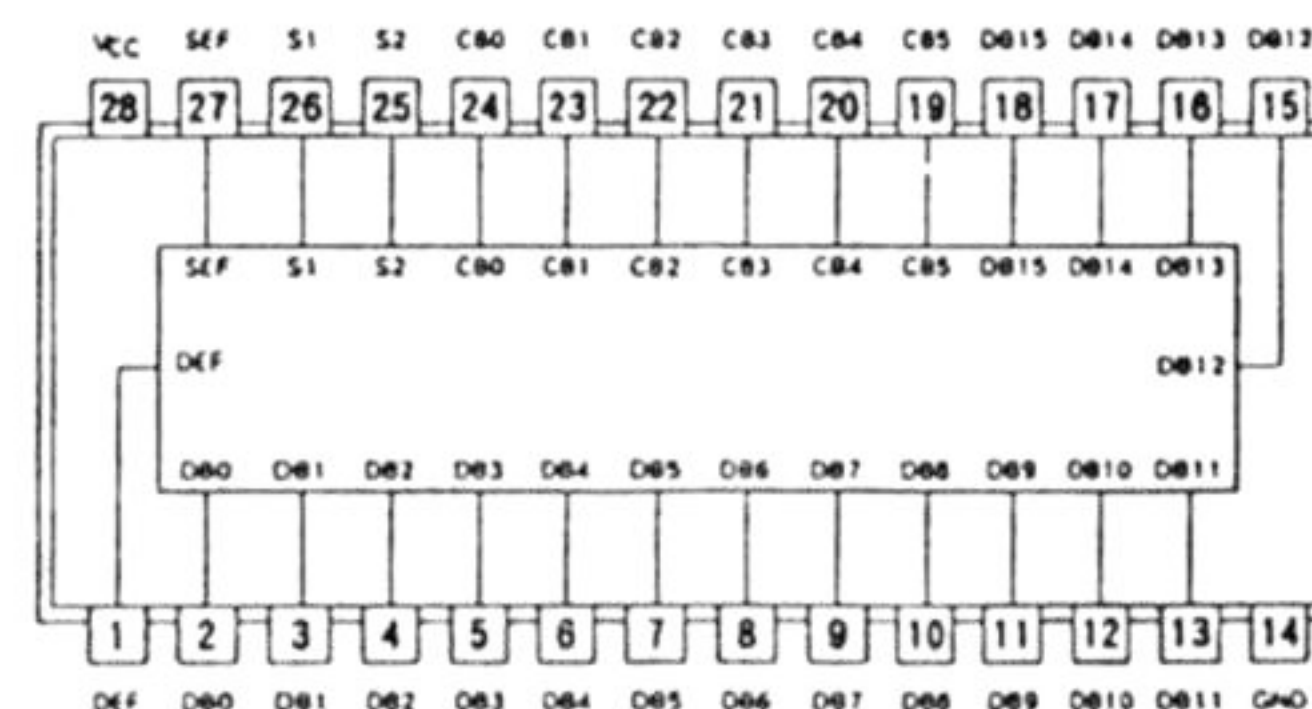 VCC SEF S1 S2 CB0 CB1 CB2 CB3 CB4 CB5 DB15 DB14 DB13 DB12
28 27 26 25 24 23 22 21 20 19 18 17 16 15
SEF S1 S2 CB0 CB1 CB2 CB3 CB4 CB5 DB15 DB14 DB13
DEF DB12
DB0 DB1 DB2 DB3 DB4 DB5 DB6 DB7 DB8 DB9 DB10 DB11
1 2 3 4 5 6 7 8 9 10 11 12 13 14
DEF DB0 DB1 DB2 DB3 DB4 DB5 DB6 DB7 DB8 DB9 DB10 DB11 GND